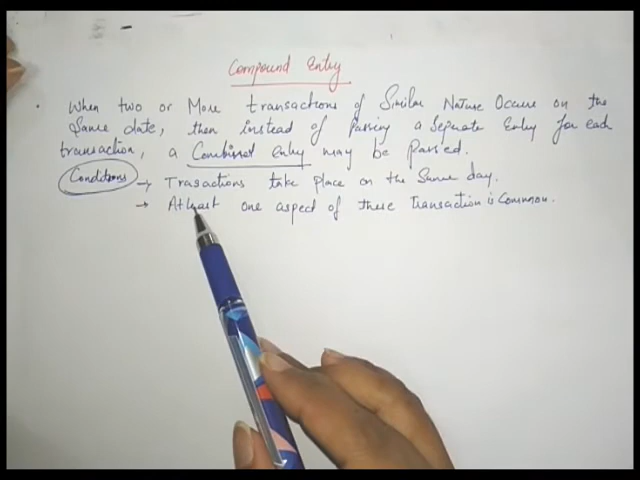 Compound Entry
When two or More transactions of Similar Nature Occurs on the
Same date, then instead of Passing a Separate Entry for each
transaction, a Combined entry may be Passed.
Conditions → Trasactions take place on the Same day.
→ Atleast one aspect of these transaction is Common.